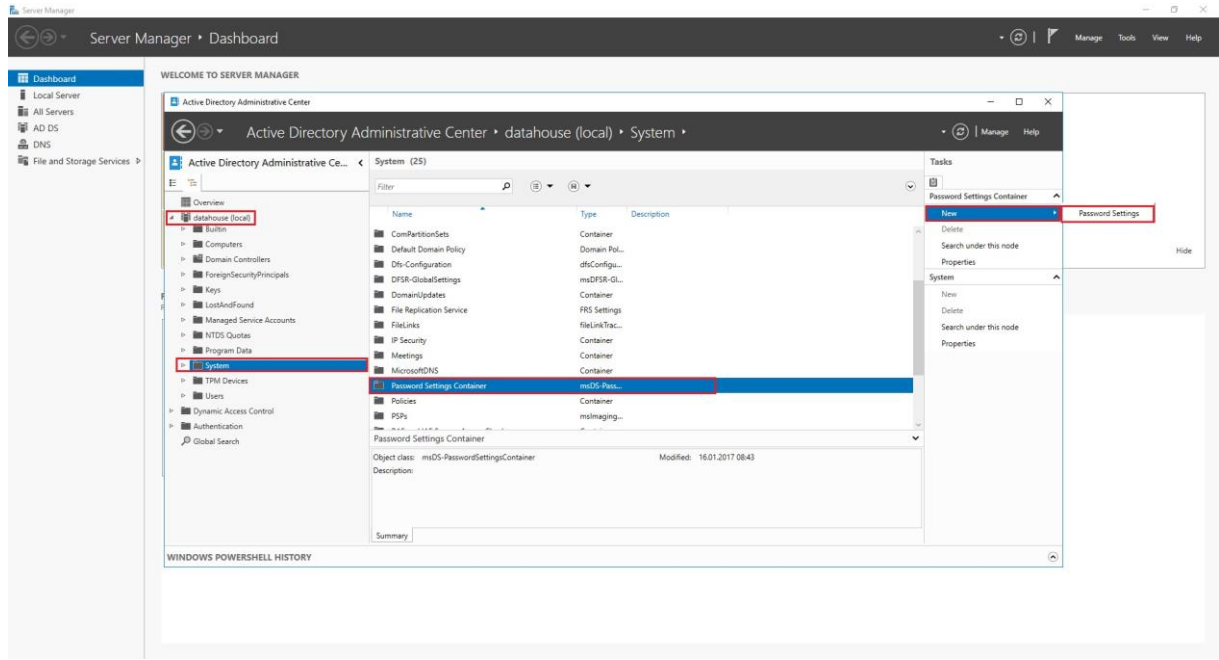 Server Manager
Server Manager ‣ Dashboard
Manage Tools View Help
Dashboard
Local Server
All Servers
AD DS
DNS
File and Storage Services
WELCOME TO SERVER MANAGER
Active Directory Administrative Center
Active Directory Administrative Center ‣ datahouse (local) ‣ System ‣
Manage Help
Active Directory Administrative Ce...
Overview
datahouse (local)
Builtin
Computers
Domain Controllers
ForeignSecurityPrincipals
Keys
LostAndFound
Managed Service Accounts
NTDS Quotas
Program Data
System
TPM Devices
Users
Dynamic Access Control
Authentication
Global Search
System (25)
Filter
Name Type Description
ComPartitionSets Container
Default Domain Policy Domain Pol...
Dfs-Configuration dfsConfigu...
DFSR-GlobalSettings msDFSR-Gl...
DomainUpdates Container
File Replication Service FRS Settings
FileLinks fileLinkTrac...
IP Security Container
Meetings Container
MicrosoftDNS Container
Password Settings Container msDS-Pass...
Policies Container
PSPs msImaging...
Password Settings Container
Object class: msDS-PasswordSettingsContainer Modified: 16.01.2017 08:43
Description:
Summary
WINDOWS POWERSHELL HISTORY
Tasks
Password Settings Container
New
Password Settings
Delete
Search under this node
Properties
System
New
Delete
Search under this node
Properties
Hide